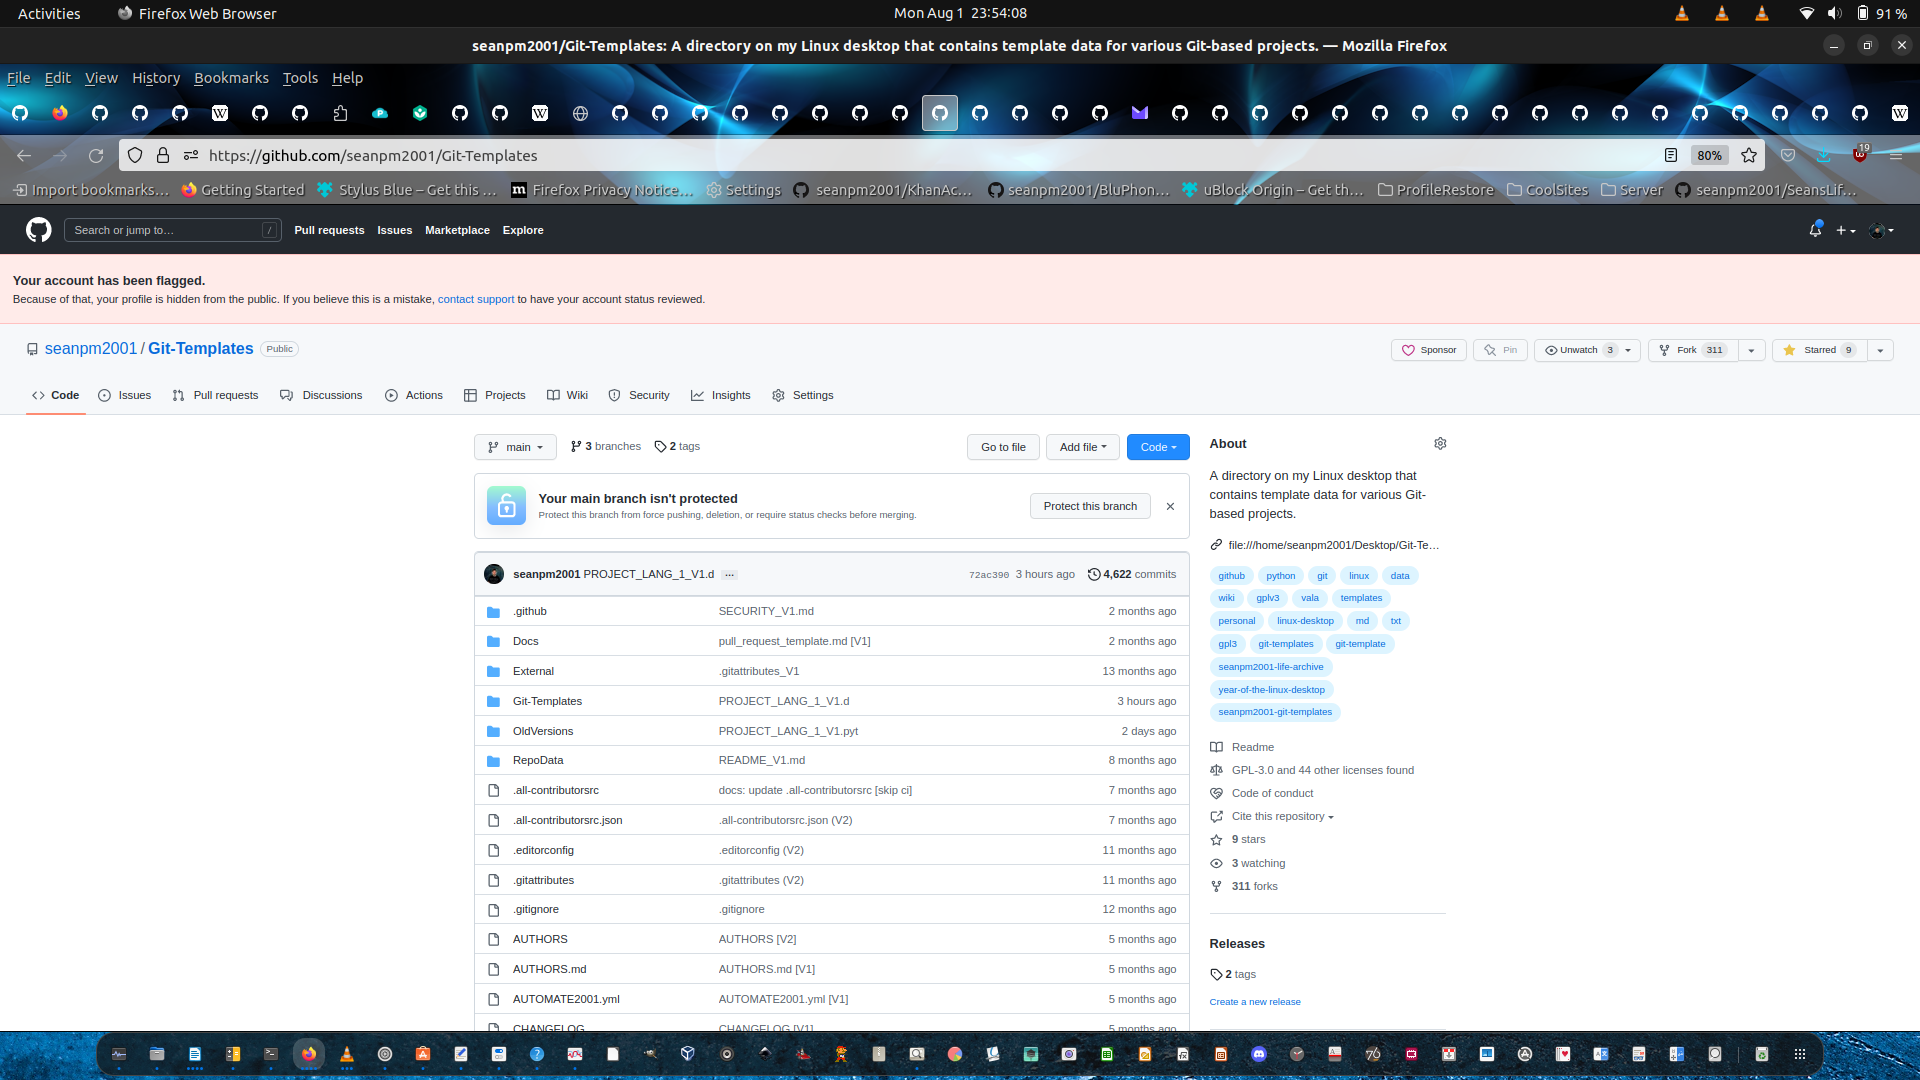 Activities Firefox Web Browser Mon Aug 1 23:54:08 91 %
seanpm2001/Git-Templates: A directory on my Linux desktop that contains template data for various Git-based projects. — Mozilla Firefox
File Edit View History Bookmarks Tools Help
https://github.com/seanpm2001/Git-Templates 80% 19
Import bookmarks… Getting Started Stylus Blue – Get this … Firefox Privacy Notice… Settings seanpm2001/KhanAc… seanpm2001/BluPhon… uBlock Origin – Get th… ProfileRestore CoolSites Server seanpm2001/SeansLif…
Search or jump to… / Pull requests Issues Marketplace Explore
Your account has been flagged.
Because of that, your profile is hidden from the public. If you believe this is a mistake, contact support to have your account status reviewed.
seanpm2001 / Git-Templates Public Sponsor Pin Unwatch 3 Fork 311 Starred 9
Code Issues Pull requests Discussions Actions Projects Wiki Security Insights Settings
main 3 branches 2 tags Go to file Add file Code
Your main branch isn't protected
Protect this branch from force pushing, deletion, or require status checks before merging.
Protect this branch
seanpm2001 PROJECT_LANG_1_V1.d ... 72ac390 3 hours ago 4,622 commits
.github SECURITY_V1.md 2 months ago
Docs pull_request_template.md [V1] 2 months ago
External .gitattributes_V1 13 months ago
Git-Templates PROJECT_LANG_1_V1.d 3 hours ago
OldVersions PROJECT_LANG_1_V1.pyt 2 days ago
RepoData README_V1.md 8 months ago
.all-contributorsrc docs: update .all-contributorsrc [skip ci] 7 months ago
.all-contributorsrc.json .all-contributorsrc.json (V2) 7 months ago
.editorconfig .editorconfig (V2) 11 months ago
.gitattributes .gitattributes (V2) 11 months ago
.gitignore .gitignore 12 months ago
AUTHORS AUTHORS [V2] 5 months ago
AUTHORS.md AUTHORS.md [V1] 5 months ago
AUTOMATE2001.yml AUTOMATE2001.yml [V1] 5 months ago
CHANGELOG CHANGELOG [V1] 5 months ago
About
A directory on my Linux desktop that
contains template data for various Git-
based projects.
file:///home/seanpm2001/Desktop/Git-Te…
github python git linux data
wiki gplv3 vala templates
personal linux-desktop md txt
gpl3 git-templates git-template
seanpm2001-life-archive
year-of-the-linux-desktop
seanpm2001-git-templates
Readme
GPL-3.0 and 44 other licenses found
Code of conduct
Cite this repository
9 stars
3 watching
311 forks
Releases
2 tags
Create a new release